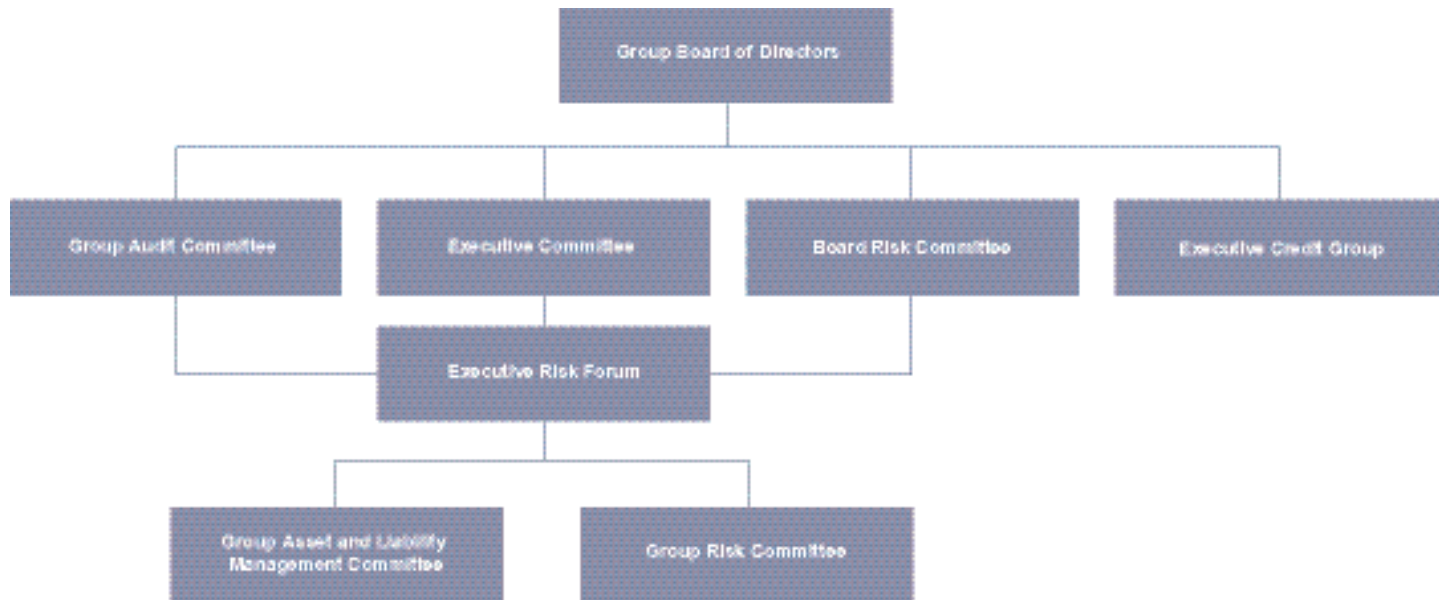 Group Board of Directors
Group Audit Committee
Executive Committee
Board Risk Committee
Executive Credit Group
Executive Risk Forum
Group Asset and Liability
Management Committee
Group Risk Committee